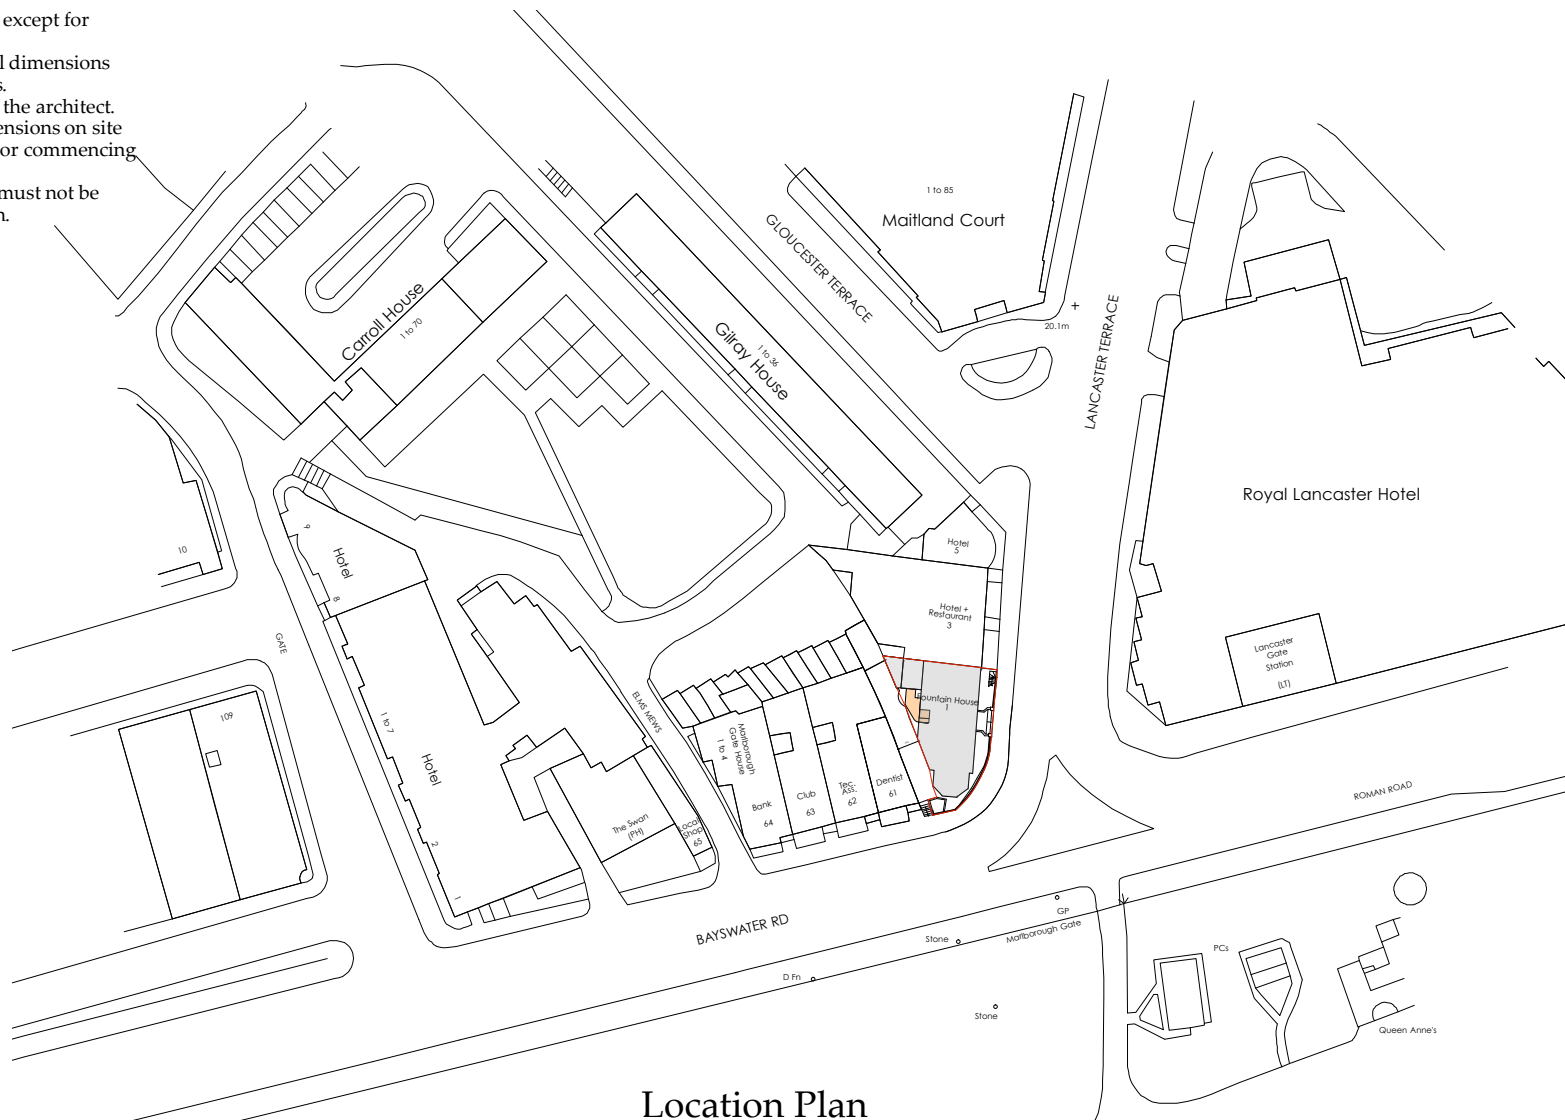 except for
l dimensions
s.
the architect.
ensions on site
or commencing
must not be
n.
1 to 85
Maitland Court
GLOUCESTER TERRACE
20.1m
LANCASTER TERRACE
Carroll House
1 to 70
1 to 36
Gilray House
Royal Lancaster Hotel
10
9
Hotel
8
Hotel
5
Hotel +
Restaurant
3
Lancaster
Gate
Station
(LT)
GATE
ELMS MEWS
Fountain House
1
109
1 to 7
Hotel
2
1
Marlborough
Gate House
1 to 4
Bank
64
Club
63
Tec.
Ass.
62
Dentist
61
The Swan
(PH)
Local
Shop
65
ROMAN ROAD
BAYSWATER RD
GP
Marlborough Gate
Stone
D Fn
Stone
PCs
Queen Anne's
Location Plan